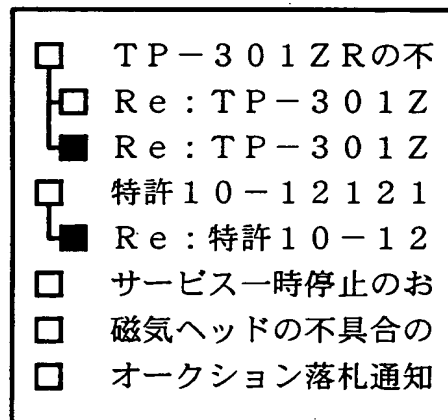 TP－301ZRの不
Re：TP－301Z
Re：TP－301Z
特許10－12121
Re：特許10－12
サービス一時停止のお
磁気ヘッドの不具合の
オークション落札通知